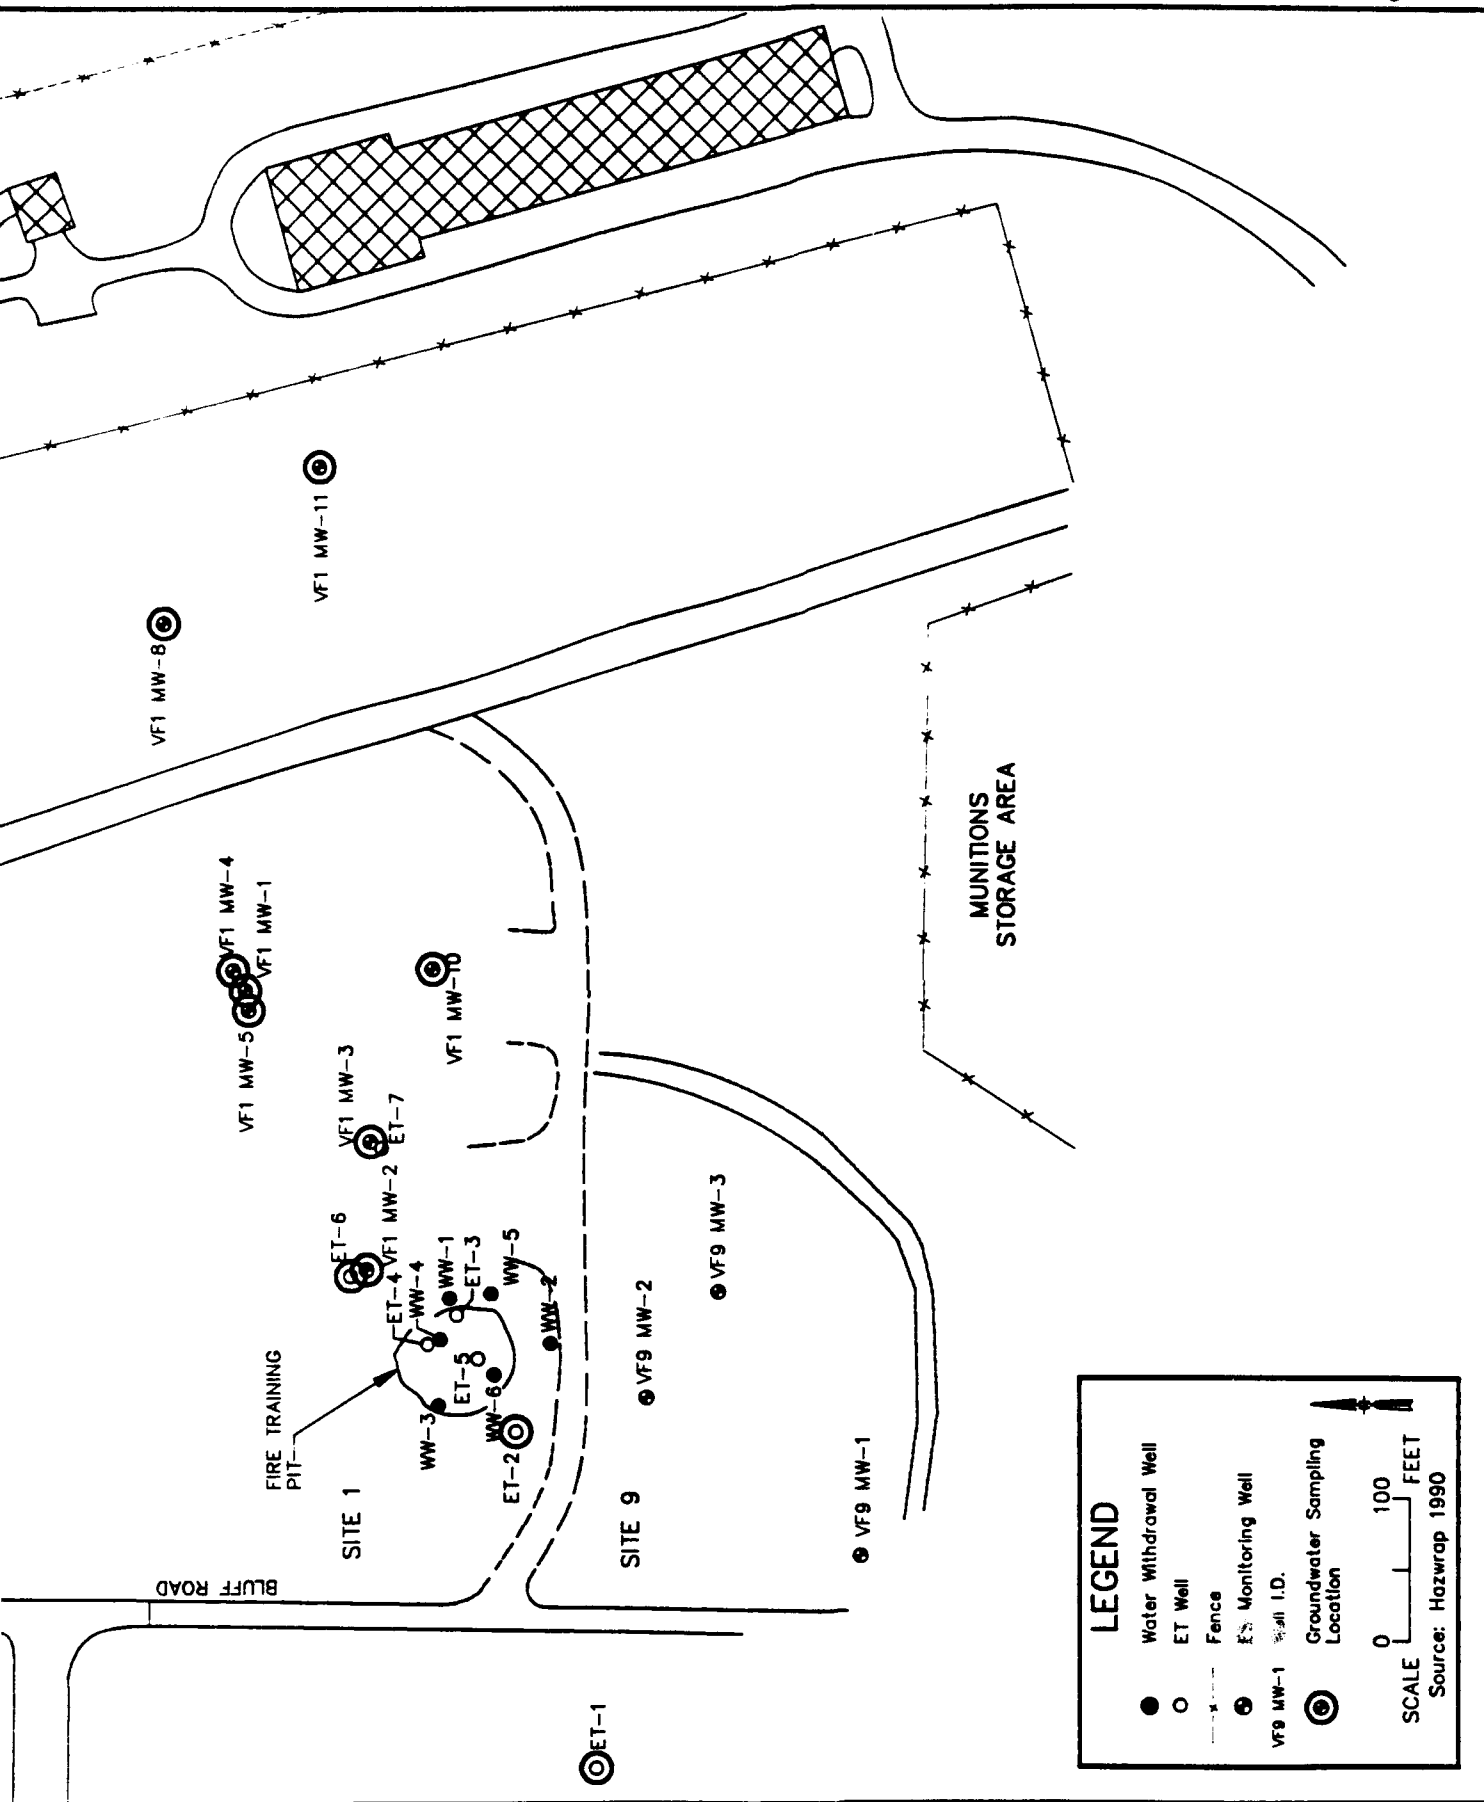 VF1 MW-11
VF1 MW-8
VF1 MW-4
VF1 MW-1
VF1 MW-5
VF1 MW-10
VF1 MW-3
ET-7
ET-6
VF1 MW-2
ET-4
WW-4
WW-1
ET-3
WW-5
WW-2
ET-5
WW-6
WW-3
ET-2
FIRE TRAINING
PIT
SITE 1
BLUFF ROAD
SITE 9
VF9 MW-3
VF9 MW-2
VF9 MW-1
ET-1
MUNITIONS
STORAGE AREA
LEGEND
Water Withdrawal Well
ET Well
Fence
Monitoring Well
VF9 MW-1 I.D.
Groundwater Sampling
Location
0 100
SCALE FEET
Source: Hazwrap 1990